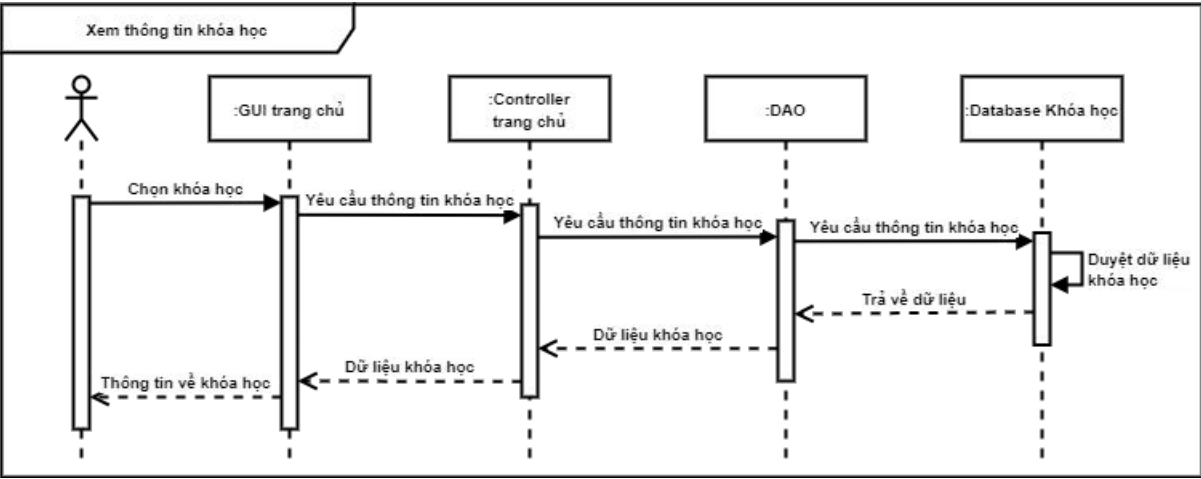 Xem thông tin khóa học
:GUI trang chủ
:Controller
trang chủ
:DAO
:Database Khóa học
Chọn khóa học
Yêu cầu thông tin khóa học
Yêu cầu thông tin khóa học
Yêu cầu thông tin khóa học
Duyệt dữ liệu
khóa học
Trả về dữ liệu
Dữ liệu khóa học
Dữ liệu khóa học
Thông tin về khóa học